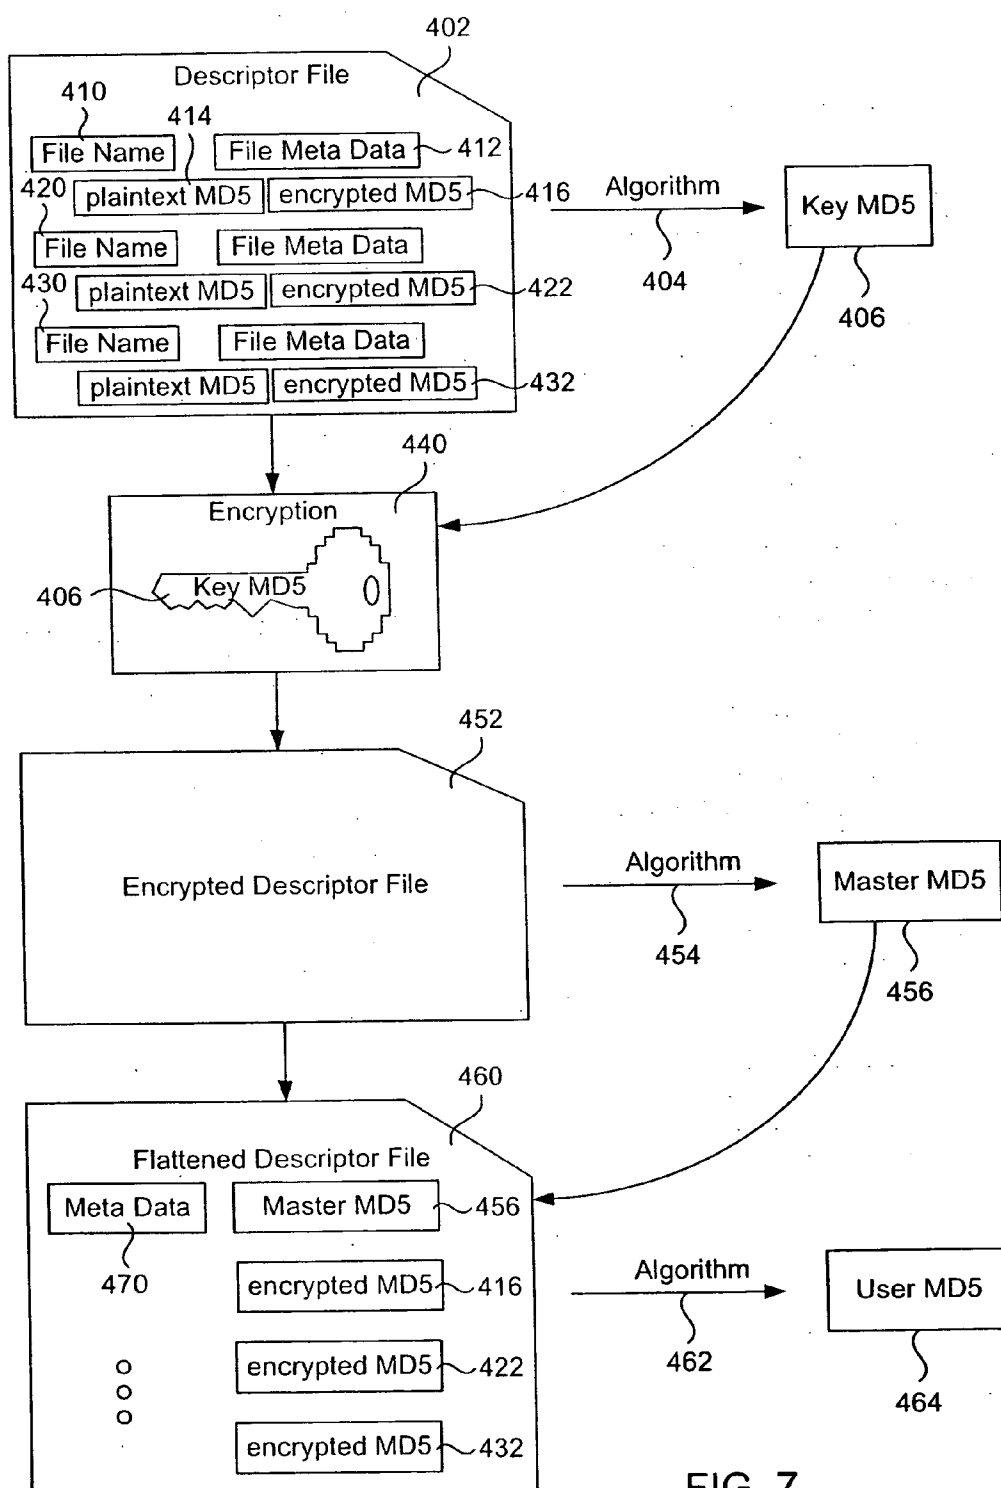 402
Descriptor File
410
414
File Name
File Meta Data
412
420
plaintext MD5
encrypted MD5
416
Algorithm
404
Key MD5
406
File Name
File Meta Data
430
plaintext MD5
encrypted MD5
422
File Name
File Meta Data
plaintext MD5
encrypted MD5
432
440
Encryption
Key MD5
406
452
Encrypted Descriptor File
Algorithm
454
Master MD5
456
460
Flattened Descriptor File
Meta Data
Master MD5
456
470
encrypted MD5
416
Algorithm
462
User MD5
464
encrypted MD5
422
encrypted MD5
432
FIG. 7